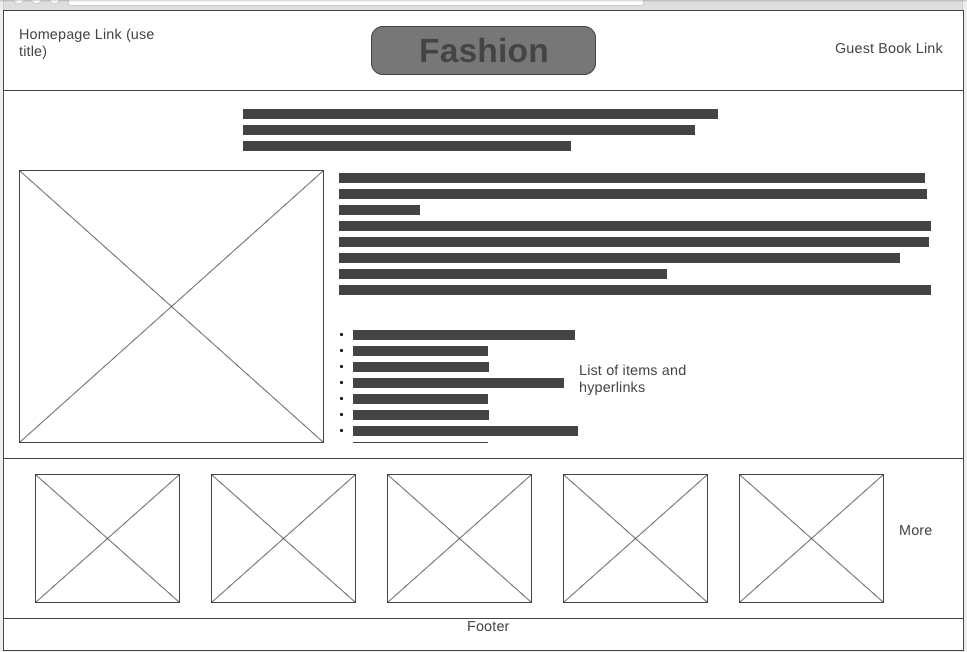 Homepage Link (use
title)
Fashion
Guest Book Link
List of items and
hyperlinks
More
Footer